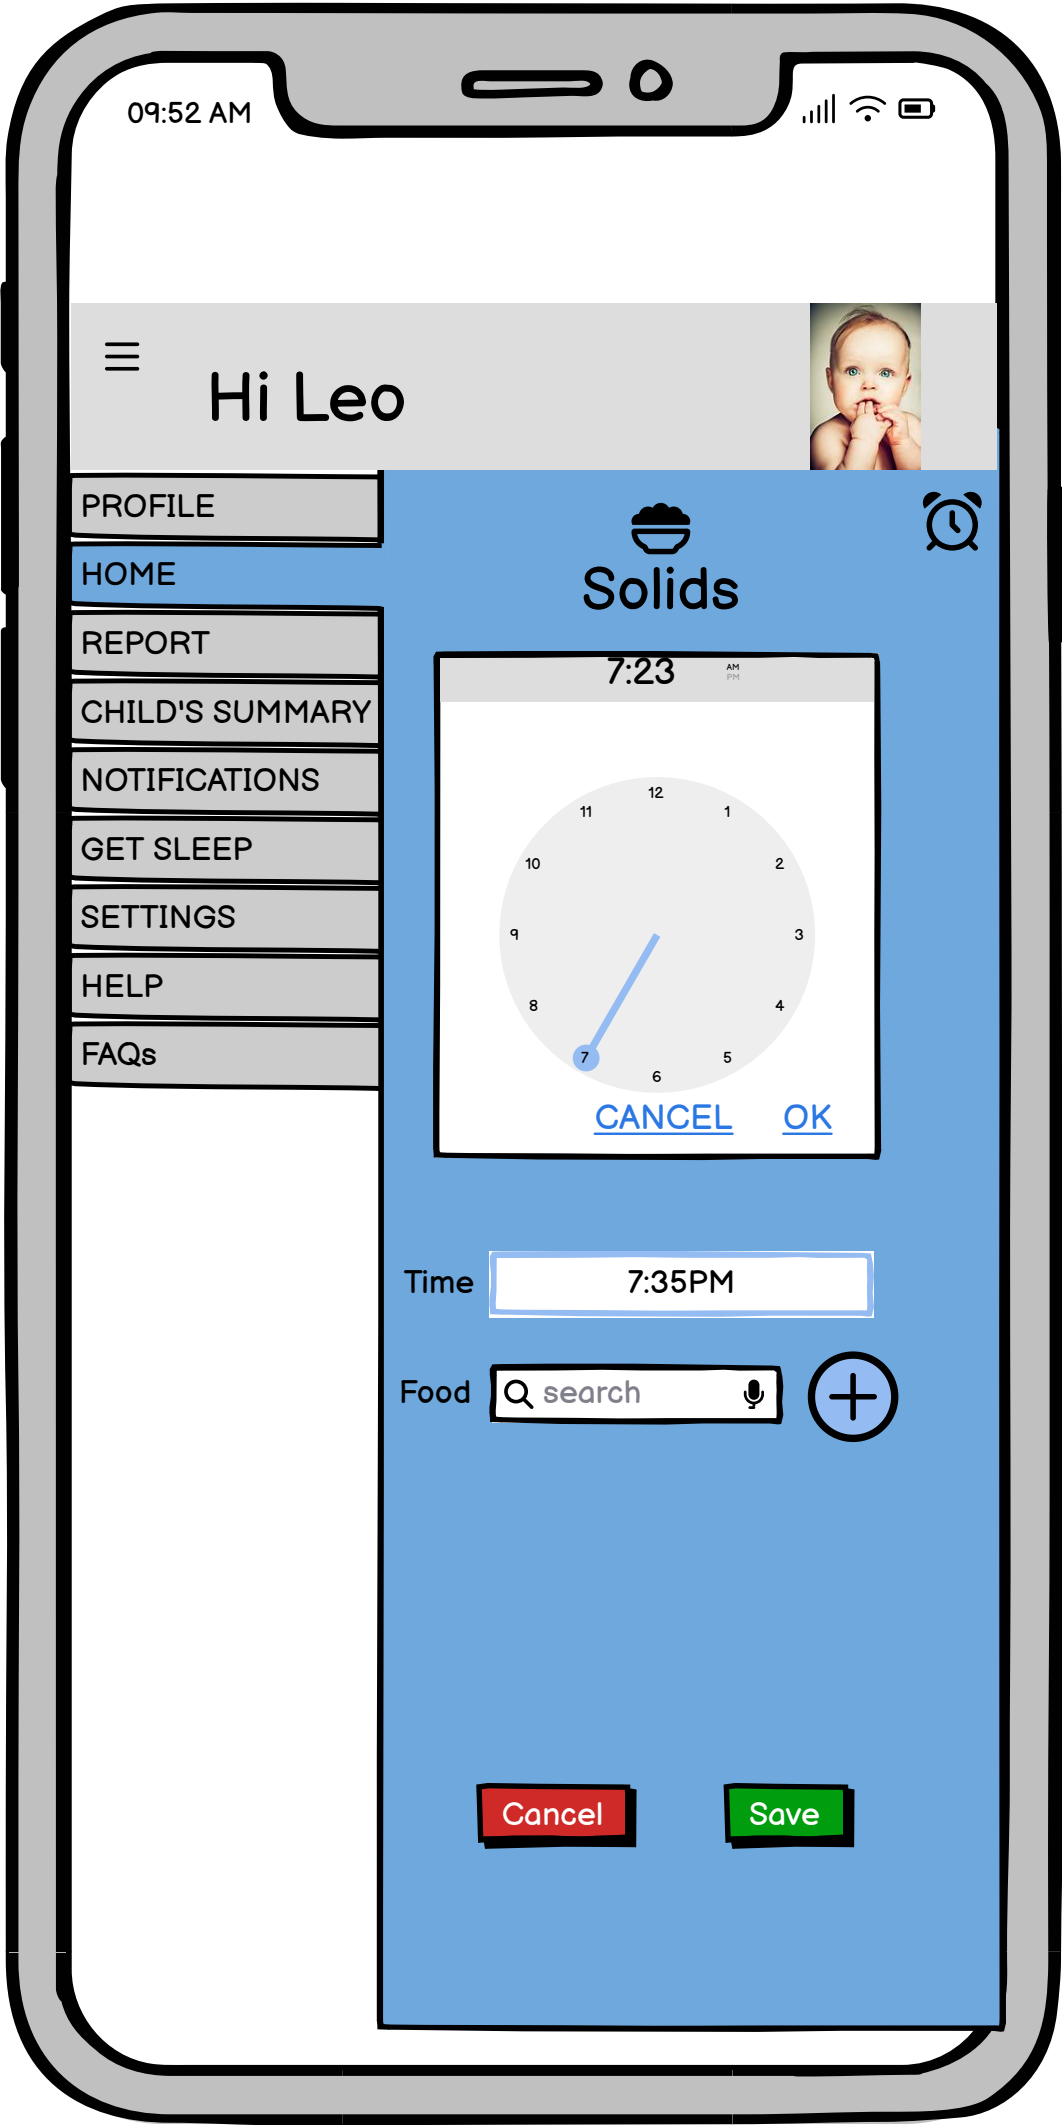 09:52 AM
Hi Leo
PROFILE
HOME
REPORT
CHILD'S SUMMARY
NOTIFICATIONS
GET SLEEP
SETTINGS
HELP
FAQs
Solids
7:23 AM
PM
12
11 1
10 2
9 3
8 4
7 5
6
CANCEL OK
Time 7:35PM
Food search
Cancel Save